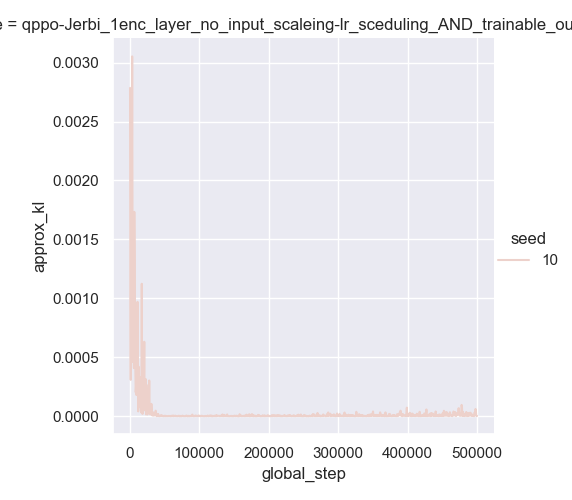 e = qppo-Jerbi_1enc_layer_no_input_scaleing-lr_sceduling_AND_trainable_ou
0.0030
0.0025
0.0020
0.0015
0.0010
0.0005
0.0000
approx_kl
0 100000 200000 300000 400000 500000
global_step
seed
10